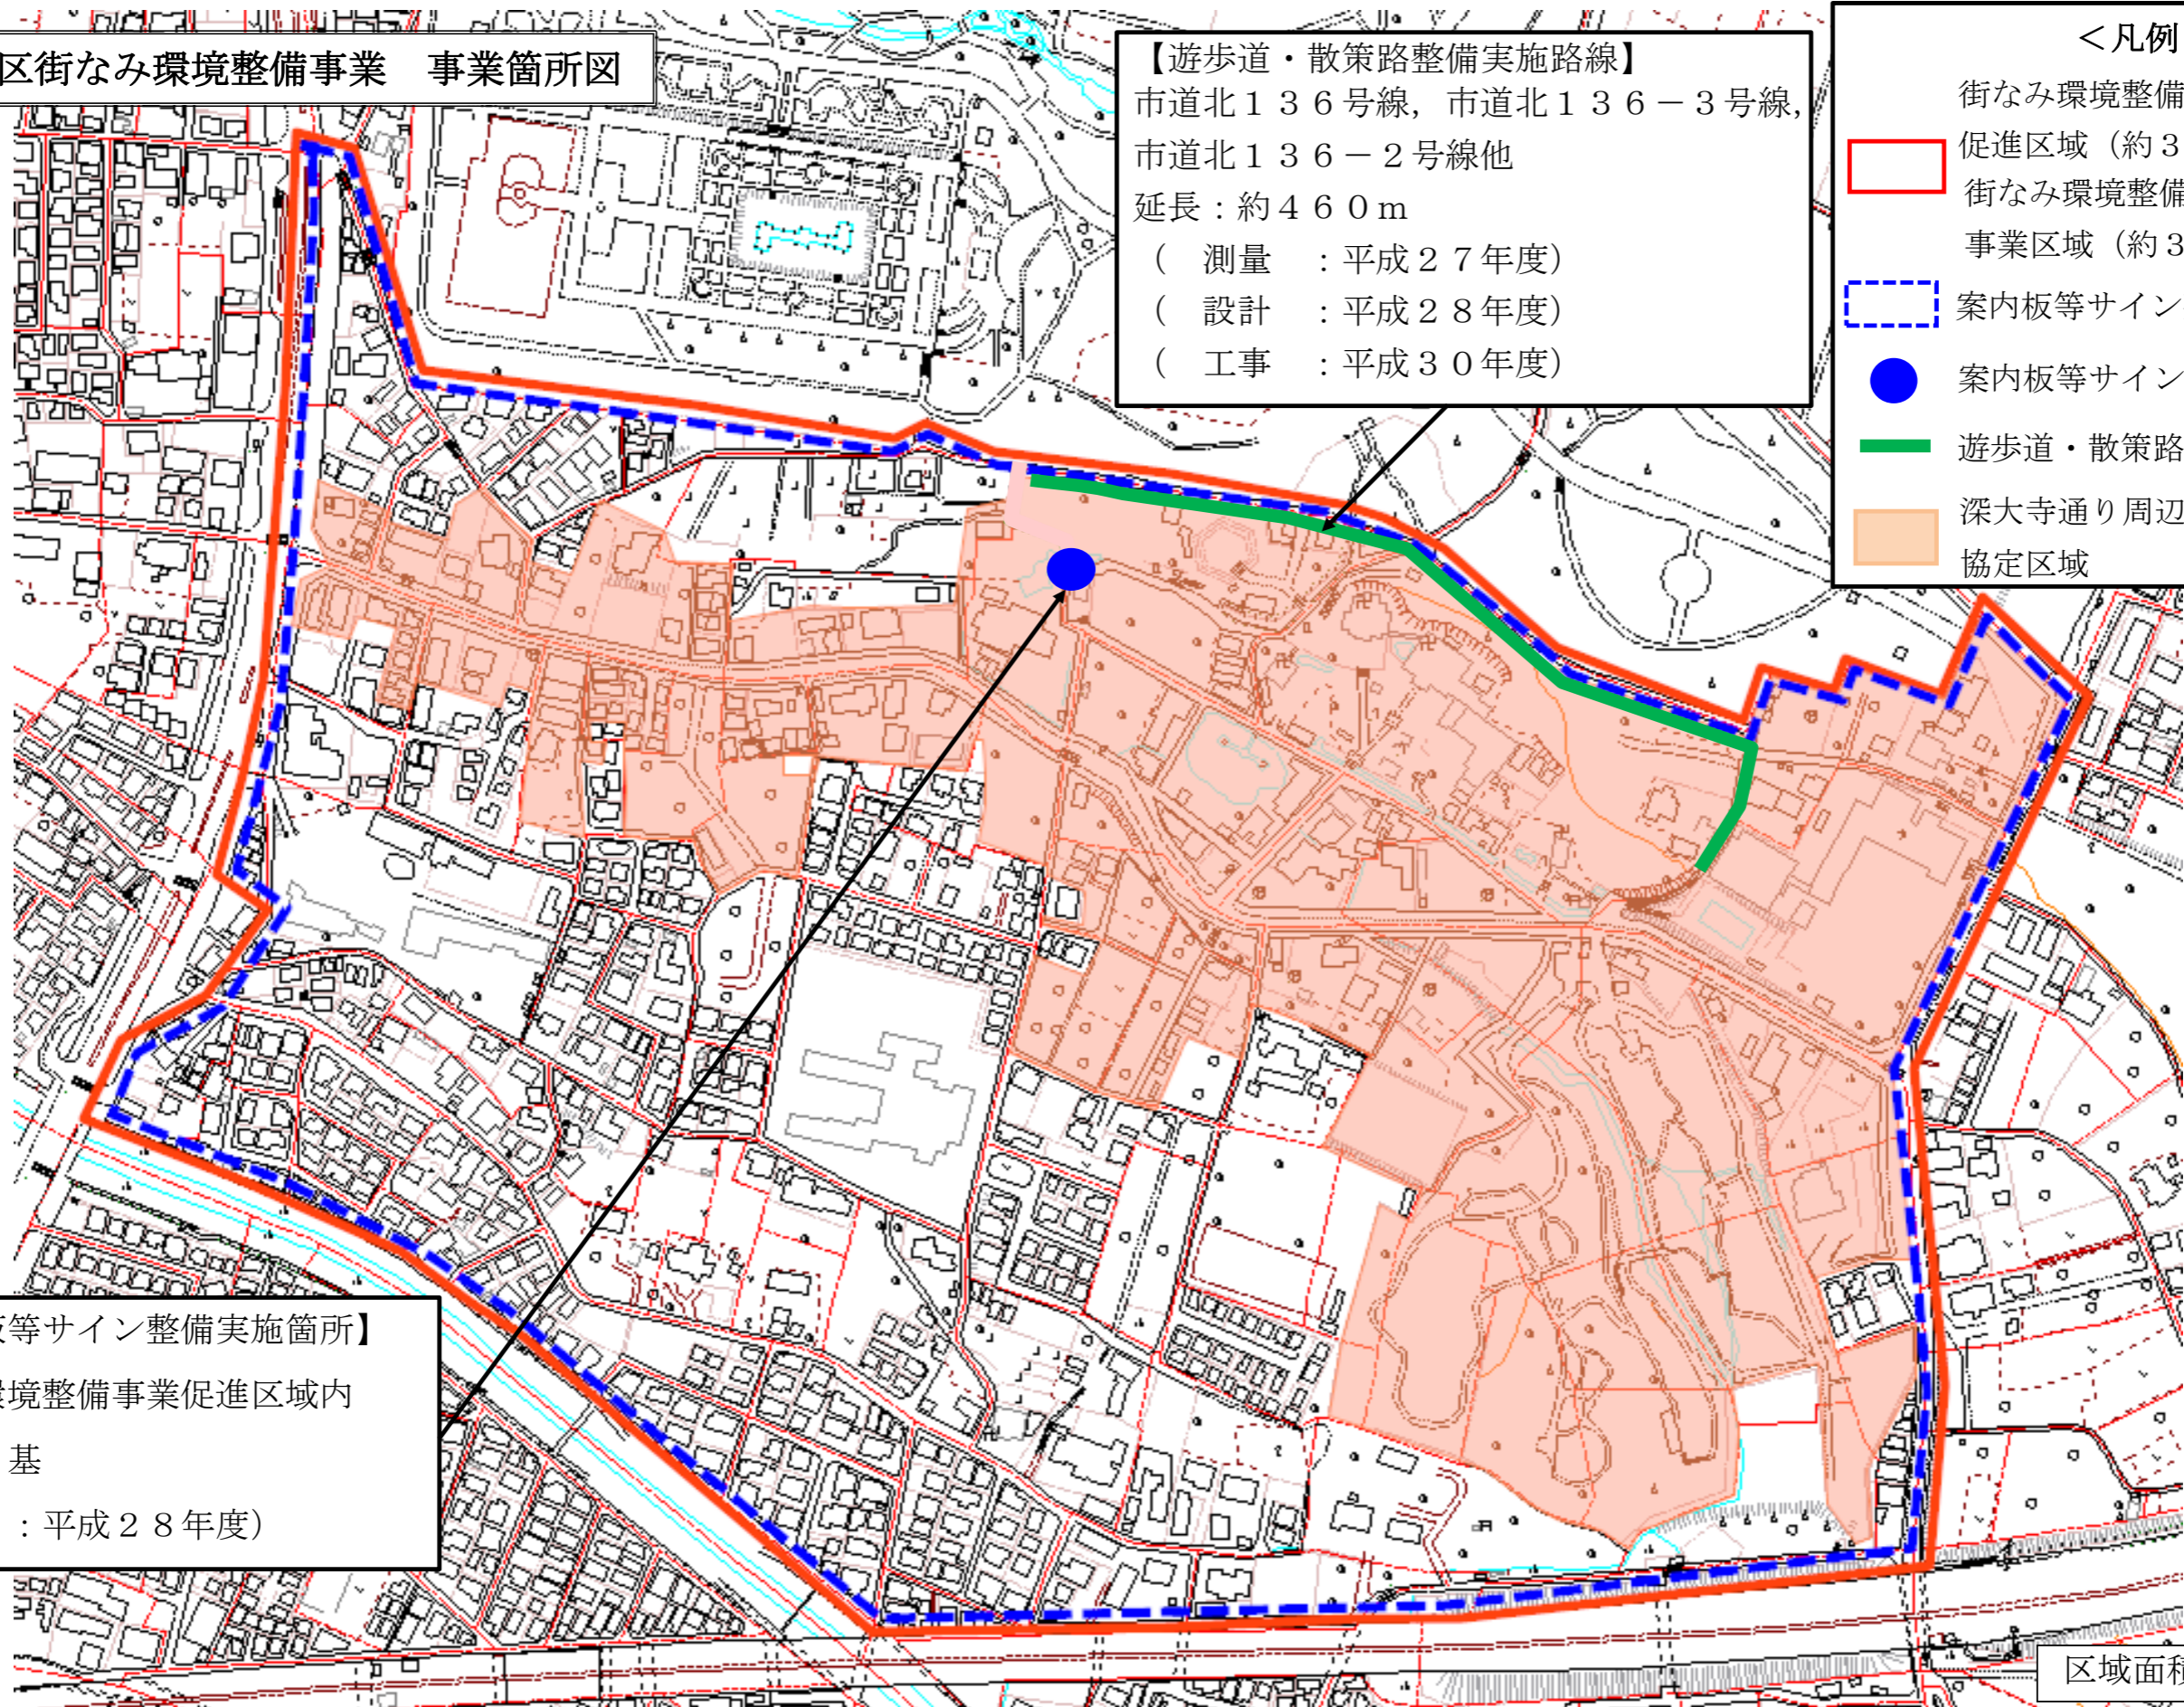 区街なみ環境整備事業　事業箇所図
【遊歩道・散策路整備実施路線】
市道北１３６号線，市道北１３６－３号線，
市道北１３６－２号線他
延長：約４６０ｍ
（　測量　：平成２７年度）
（　設計　：平成２８年度）
（　工事　：平成３０年度）
＜凡例
街なみ環境整備
促進区域（約３
街なみ環境整備
事業区域（約３
案内板等サイン
案内板等サイン
遊歩道・散策路
深大寺通り周辺
協定区域
板等サイン整備実施箇所】
環境整備事業促進区域内
基
：平成２８年度）
区域面積